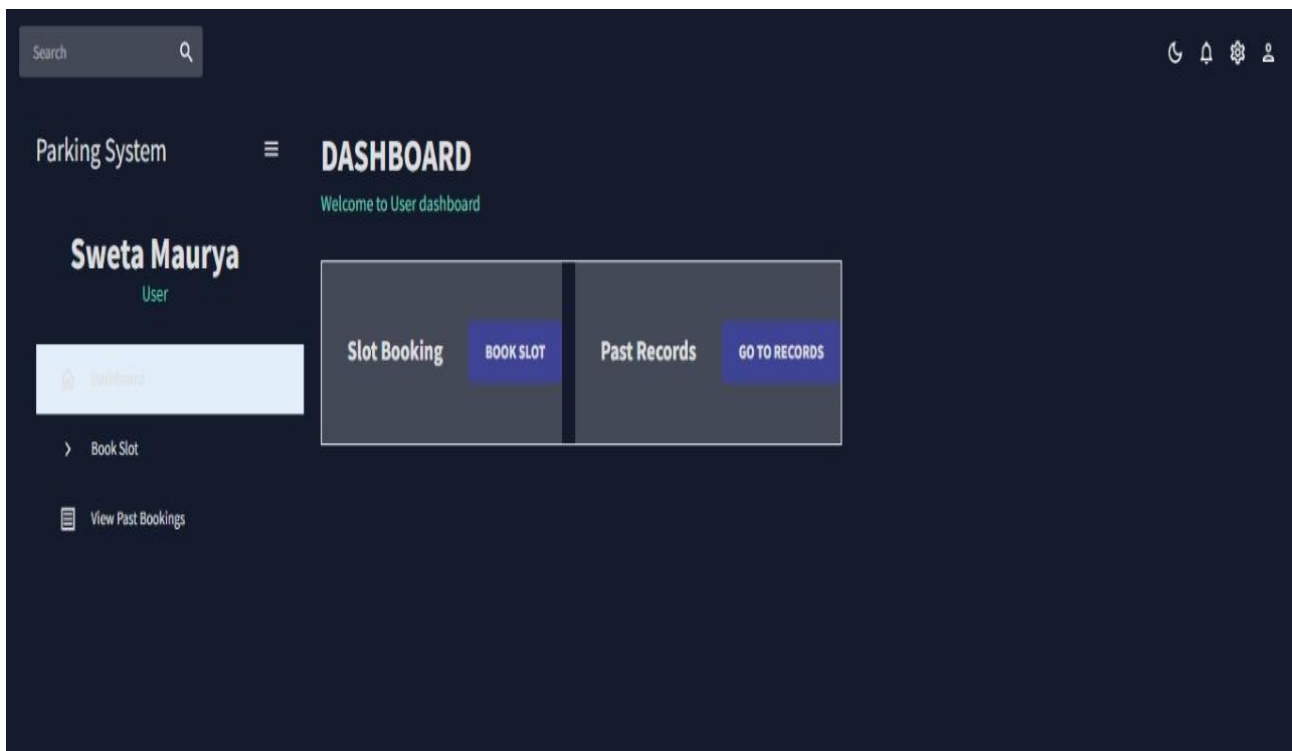 Search
Parking System
DASHBOARD
Welcome to User dashboard
Sweta Maurya
User
Slot Booking
BOOK SLOT
Past Records
GO TO RECORDS
Dashboard
Book Slot
View Past Bookings